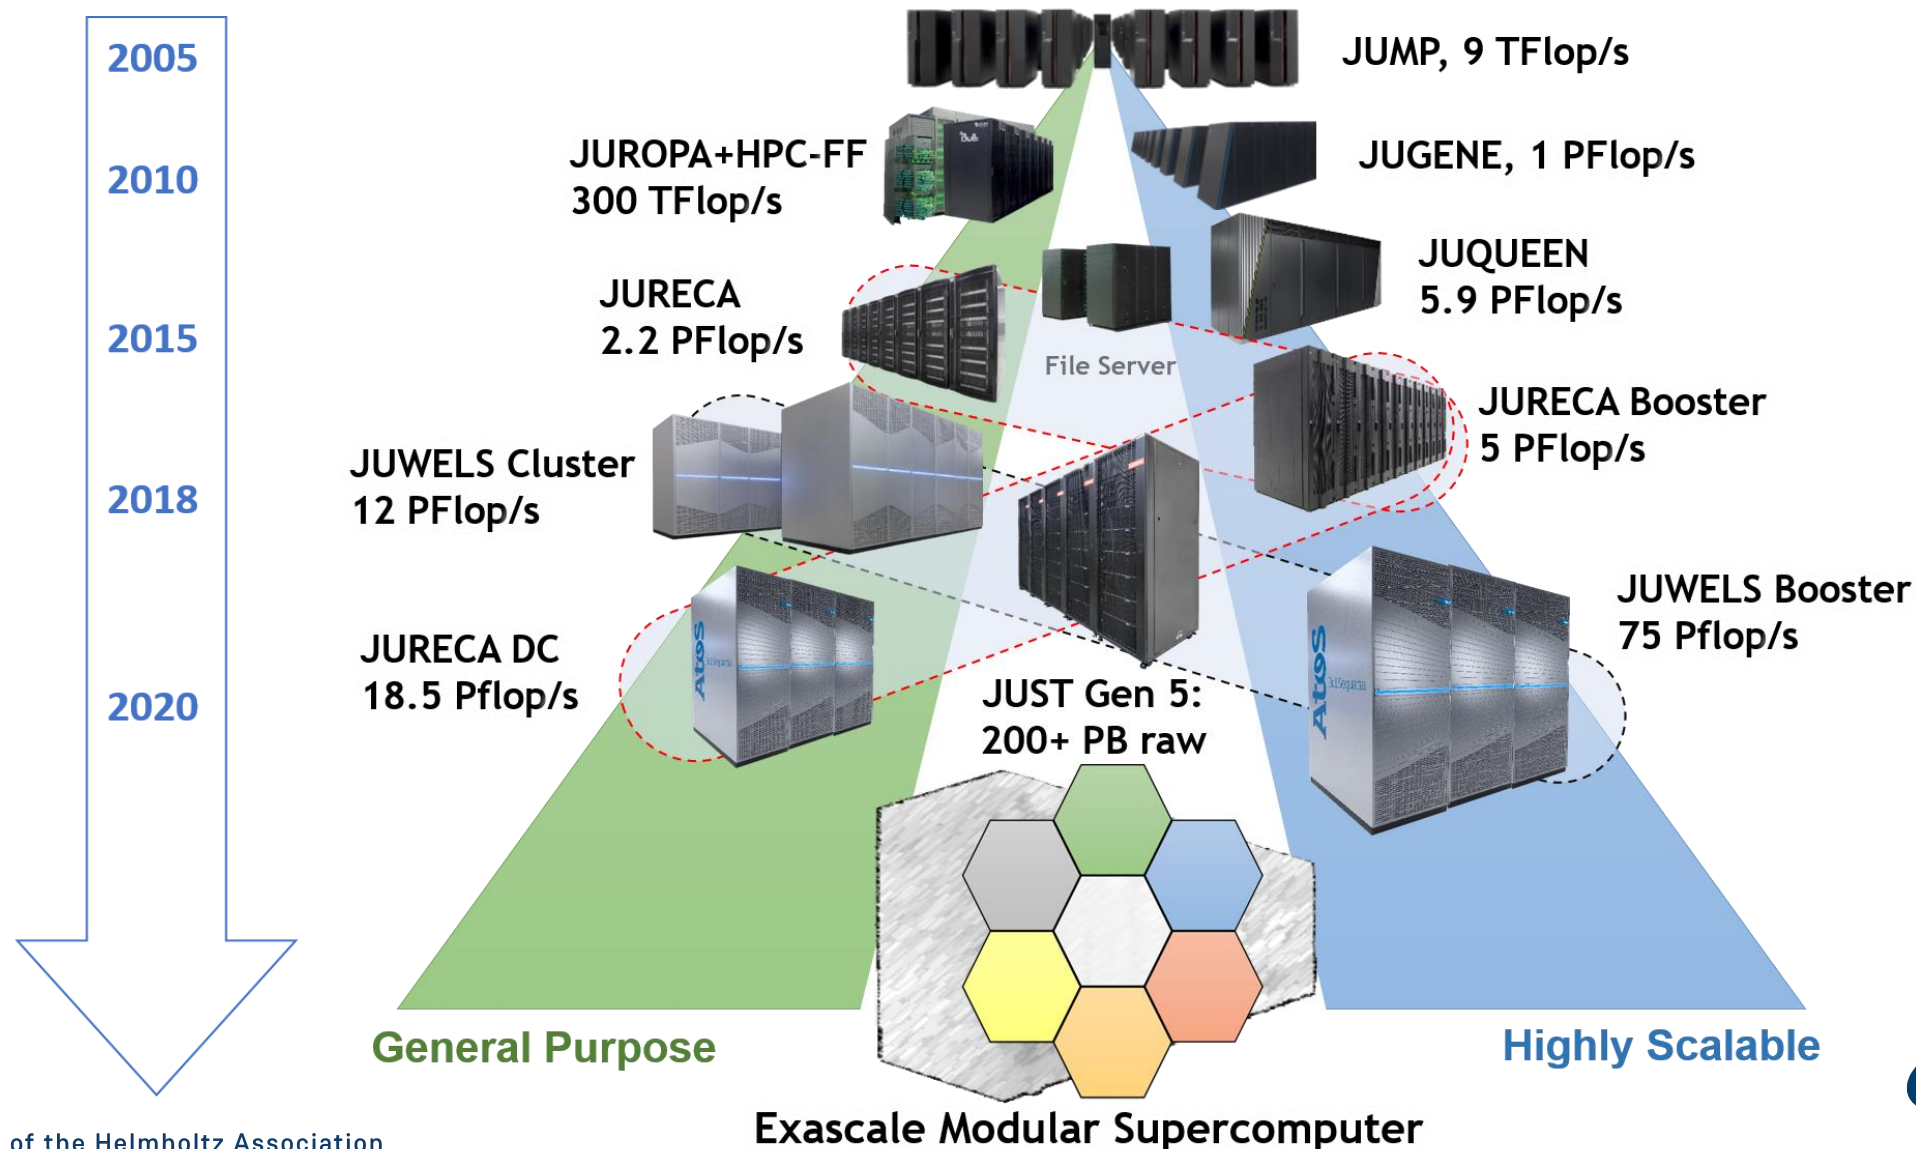 2005
JUMP, 9 TFlop/s
JUROPA+HPC-FF
300 TFlop/s
JUGENE, 1 PFlop/s
2010
Bull
JUQUEEN
5.9 PFlop/s
JURECA
2.2 PFlop/s
2015
File Server
JURECA Booster
5 PFlop/s
JUWELS Cluster
12 PFlop/s
2018
JUWELS Booster
75 Pflop/s
JURECA DC
18.5 Pflop/s
Atos
Atos
2020
JUST Gen 5:
200+ PB raw
General Purpose
Highly Scalable
Exascale Modular Supercomputer
of the Helmholtz Association